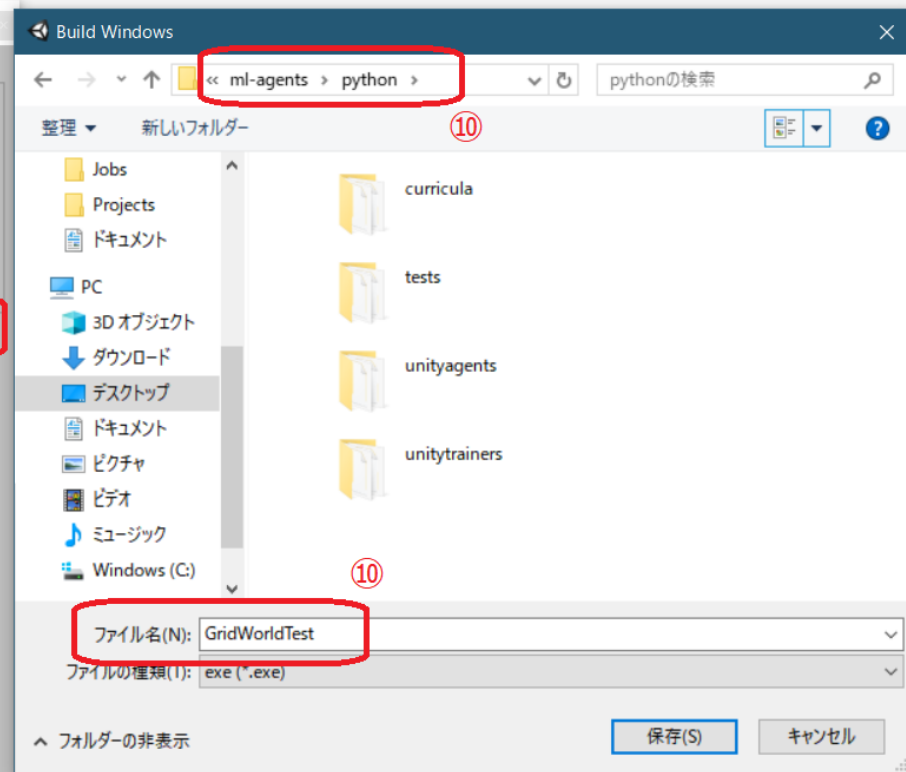 Build Windows
« ml-agents › python ›
pythonの検索
整理
新しいフォルダー
⑩
Jobs
Projects
ドキュメント
PC
3D オブジェクト
ダウンロード
デスクトップ
ドキュメント
ピクチャ
ビデオ
ミュージック
Windows (C:)
curricula
tests
unityagents
unitytrainers
⑩
ファイル名(N): GridWorldTest
ファイルの種類(T): exe (*.exe)
フォルダーの非表示
保存(S)
キャンセル